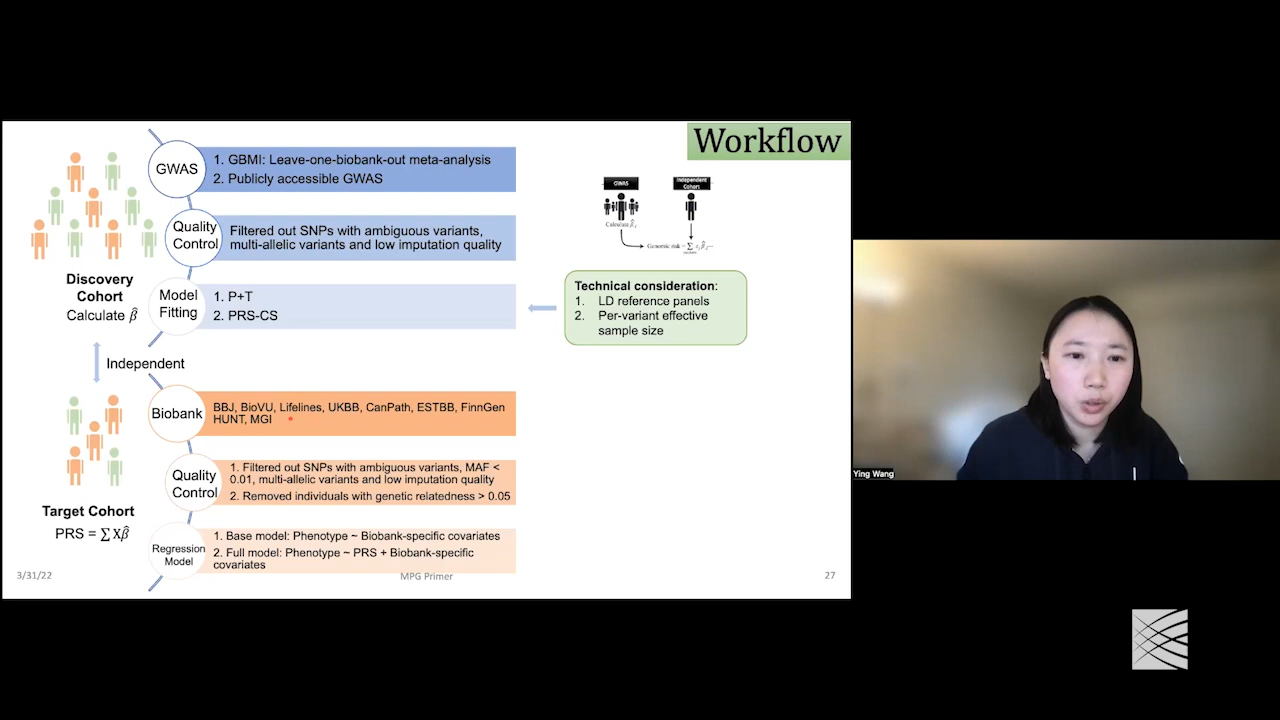 Workflow
GWAS
1. GBMI: Leave-one-biobank-out meta-analysis
2. Publicly accessible GWAS
Quality
Control
Filtered out SNPs with ambiguous variants,
multi-allelic variants and low imputation quality
Discovery
Cohort
Calculate β̂
Model
Fitting
1. P+T
2. PRS-CS
GWAS
Independent
Cohort
Calculate β̂
Technical consideration:
1. LD reference panels
2. Per-variant effective
sample size
Independent
Biobank
BBJ, BioVU, Lifelines, UKBB, CanPath, ESTBB, FinnGen
HUNT, MGI
Quality
Control
1. Filtered out SNPs with ambiguous variants, MAF <
0.01, multi-allelic variants and low imputation quality
2. Removed individuals with genetic relatedness > 0.05
Target Cohort
PRS = ∑ Xβ̂
Regression
Model
1. Base model: Phenotype ~ Biobank-specific covariates
2. Full model: Phenotype ~ PRS + Biobank-specific
covariates
3/31/22
MPG Primer
27
Ying Wang